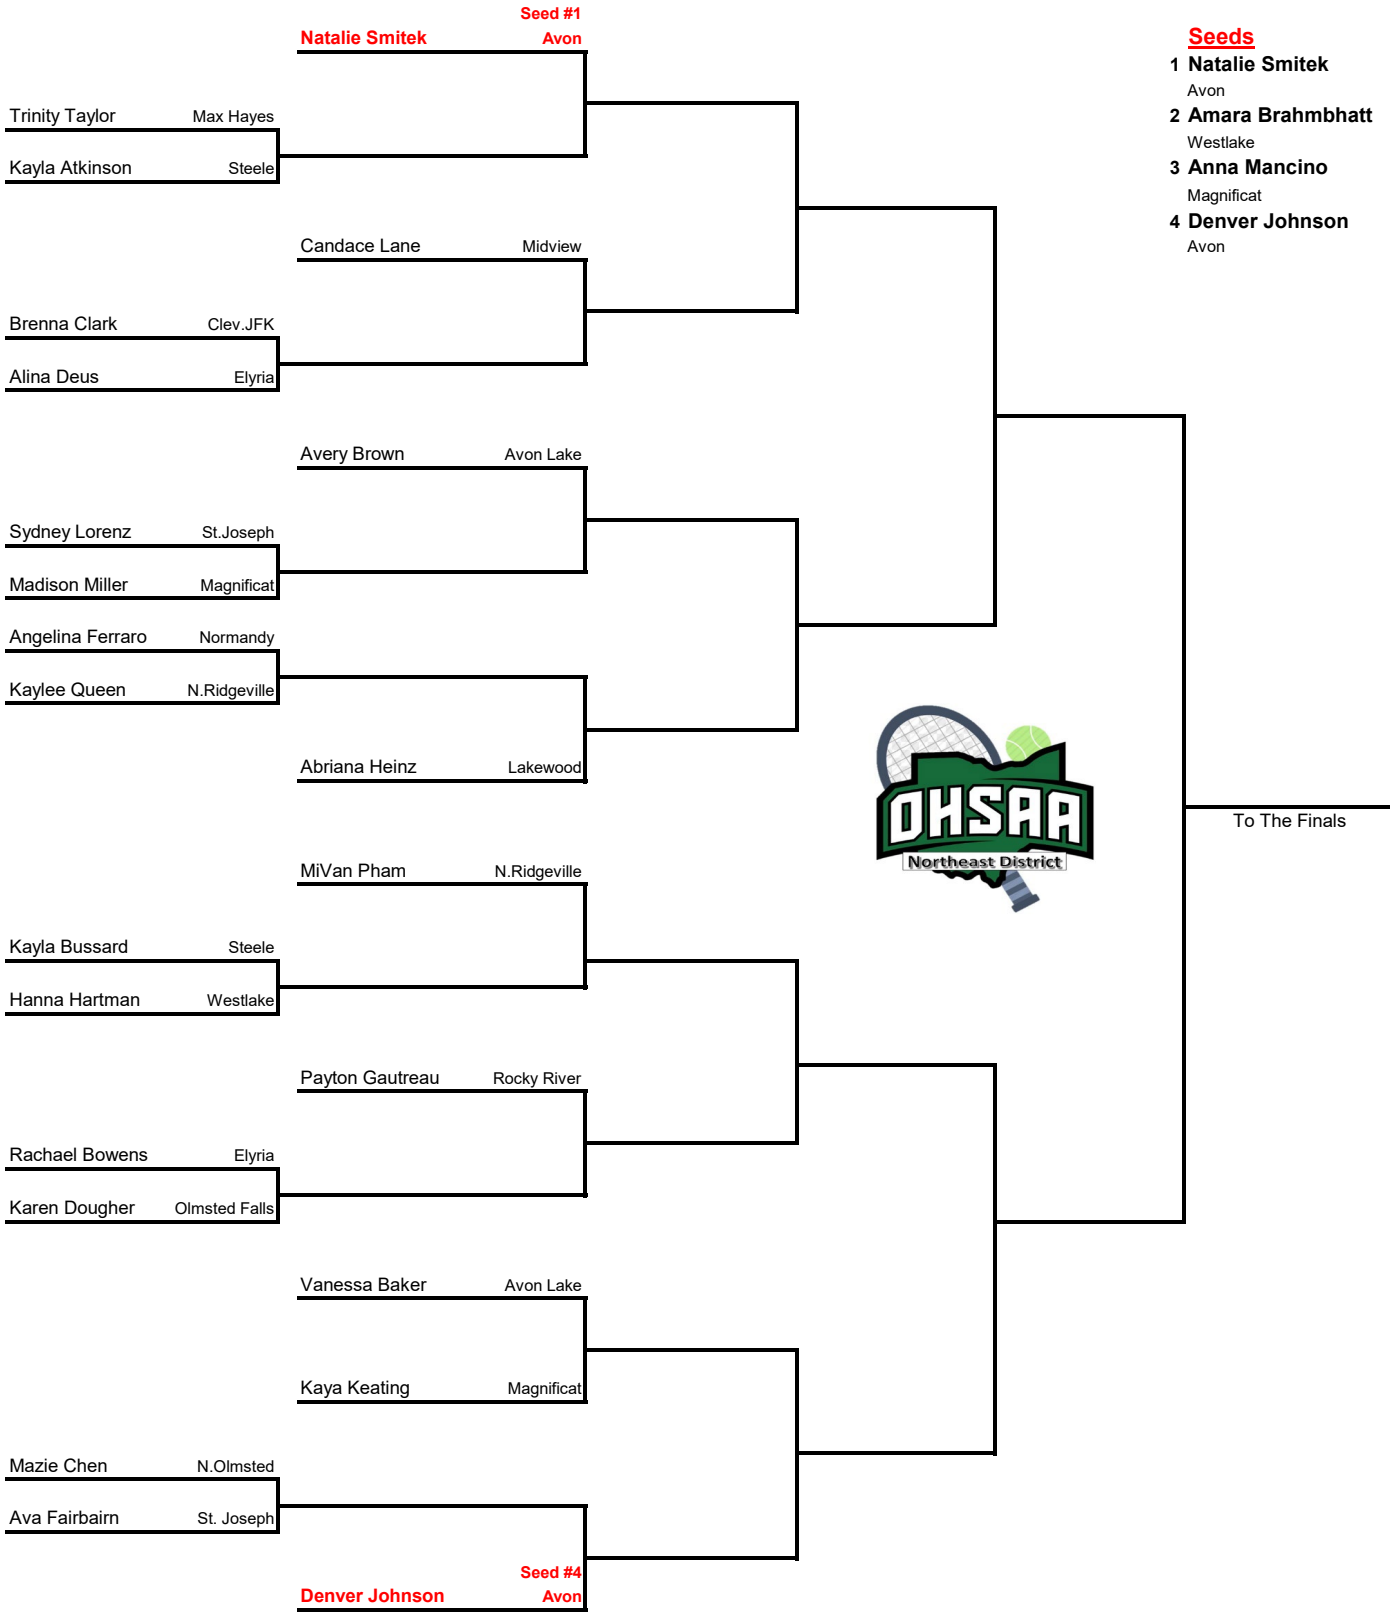 Seed #1
Natalie Smitek Avon
Seeds
1 Natalie Smitek
Avon
2 Amara Brahmbhatt
Westlake
3 Anna Mancino
Magnificat
4 Denver Johnson
Avon
Trinity Taylor Max Hayes
Kayla Atkinson Steele
Candace Lane Midview
Brenna Clark Clev.JFK
Alina Deus Elyria
Avery Brown Avon Lake
Sydney Lorenz St.Joseph
Madison Miller Magnificat
Angelina Ferraro Normandy
Kaylee Queen N.Ridgeville
Abriana Heinz Lakewood
OHSAA
Northeast District
To The Finals
MiVan Pham N.Ridgeville
Kayla Bussard Steele
Hanna Hartman Westlake
Payton Gautreau Rocky River
Rachael Bowens Elyria
Karen Dougher Olmsted Falls
Vanessa Baker Avon Lake
Kaya Keating Magnificat
Mazie Chen N.Olmsted
Ava Fairbairn St. Joseph
Seed #4
Denver Johnson Avon